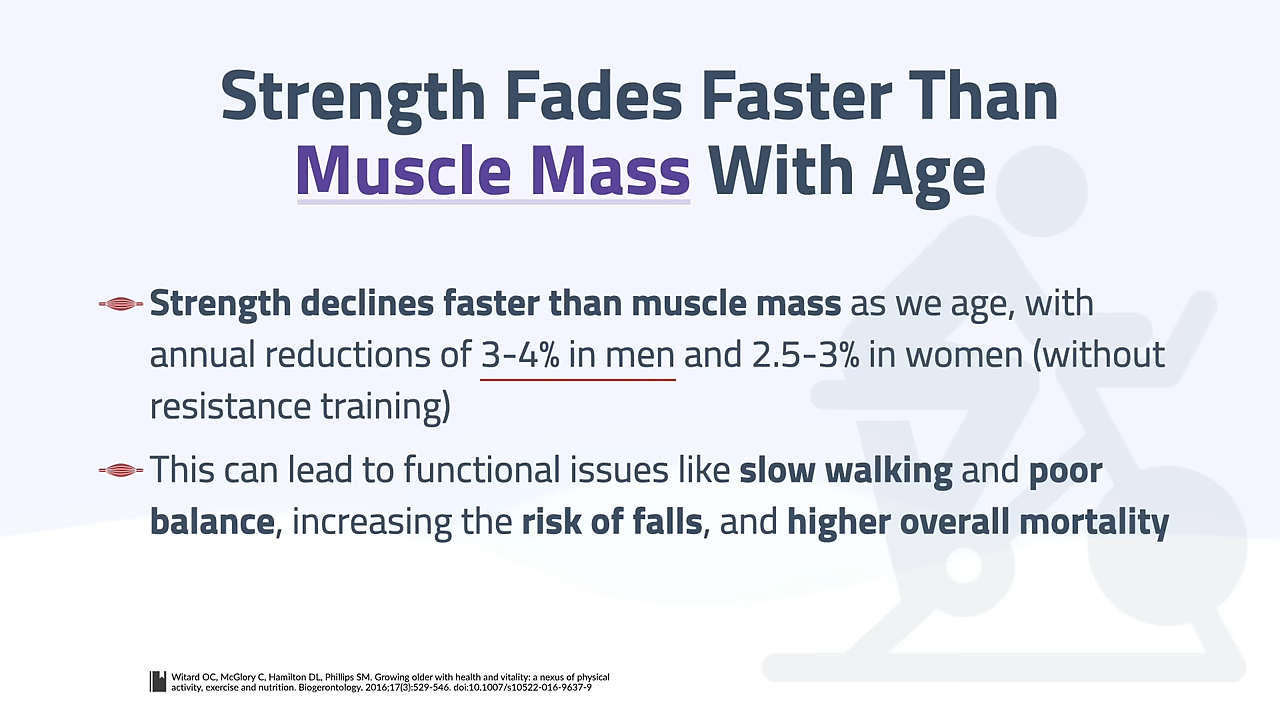 Strength Fades Faster Than
Muscle Mass With Age
Strength declines faster than muscle mass as we age, with
annual reductions of 3-4% in men and 2.5-3% in women (without
resistance training)
This can lead to functional issues like slow walking and poor
balance, increasing the risk of falls, and higher overall mortality
Witard OC, McGlory C, Hamilton DL, Phillips SM. Growing older with health and vitality: a nexus of physical
activity, exercise and nutrition. Biogerontology. 2016;17(3):529-546. doi:10.1007/s10522-016-9637-9